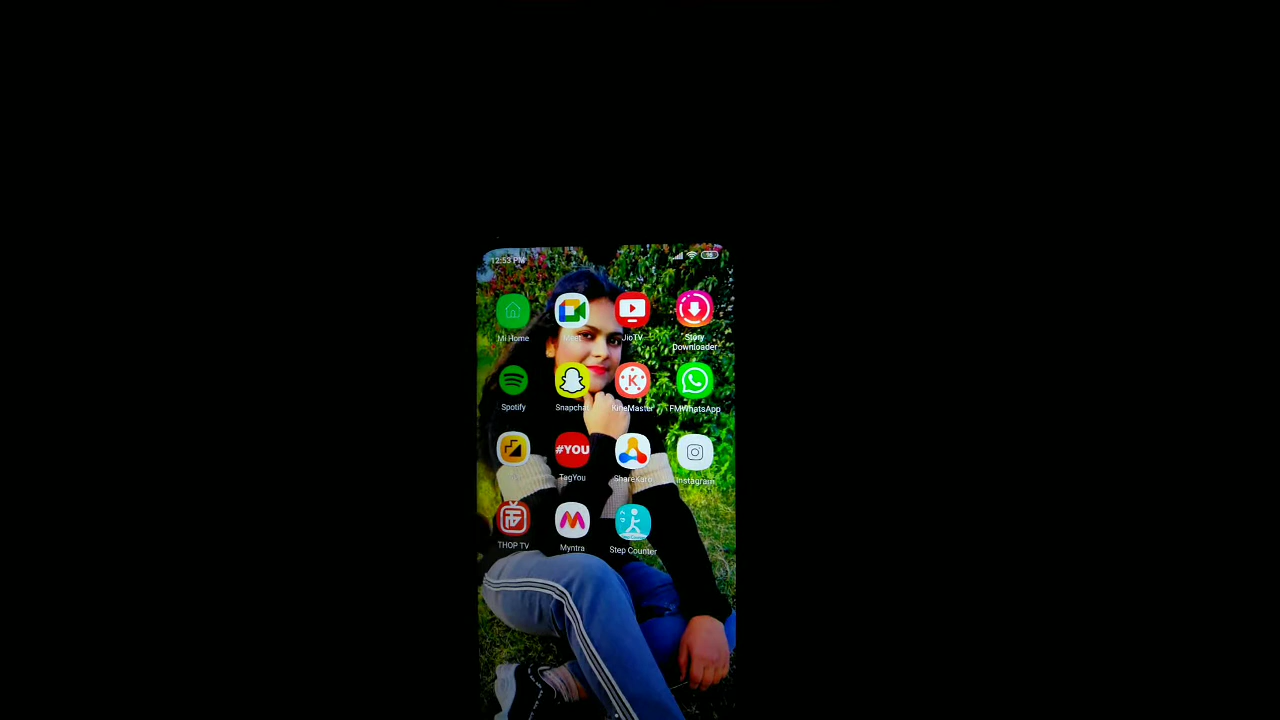 12:53 PM
Mi Home
Meet
JioTV
Story
Downloader
Spotify
Snapchat
K
KineMaster
FMWhatsApp
#YOU
TagYou
ShareKaro
Instagram
THOP TV
Myntra
Step Counter